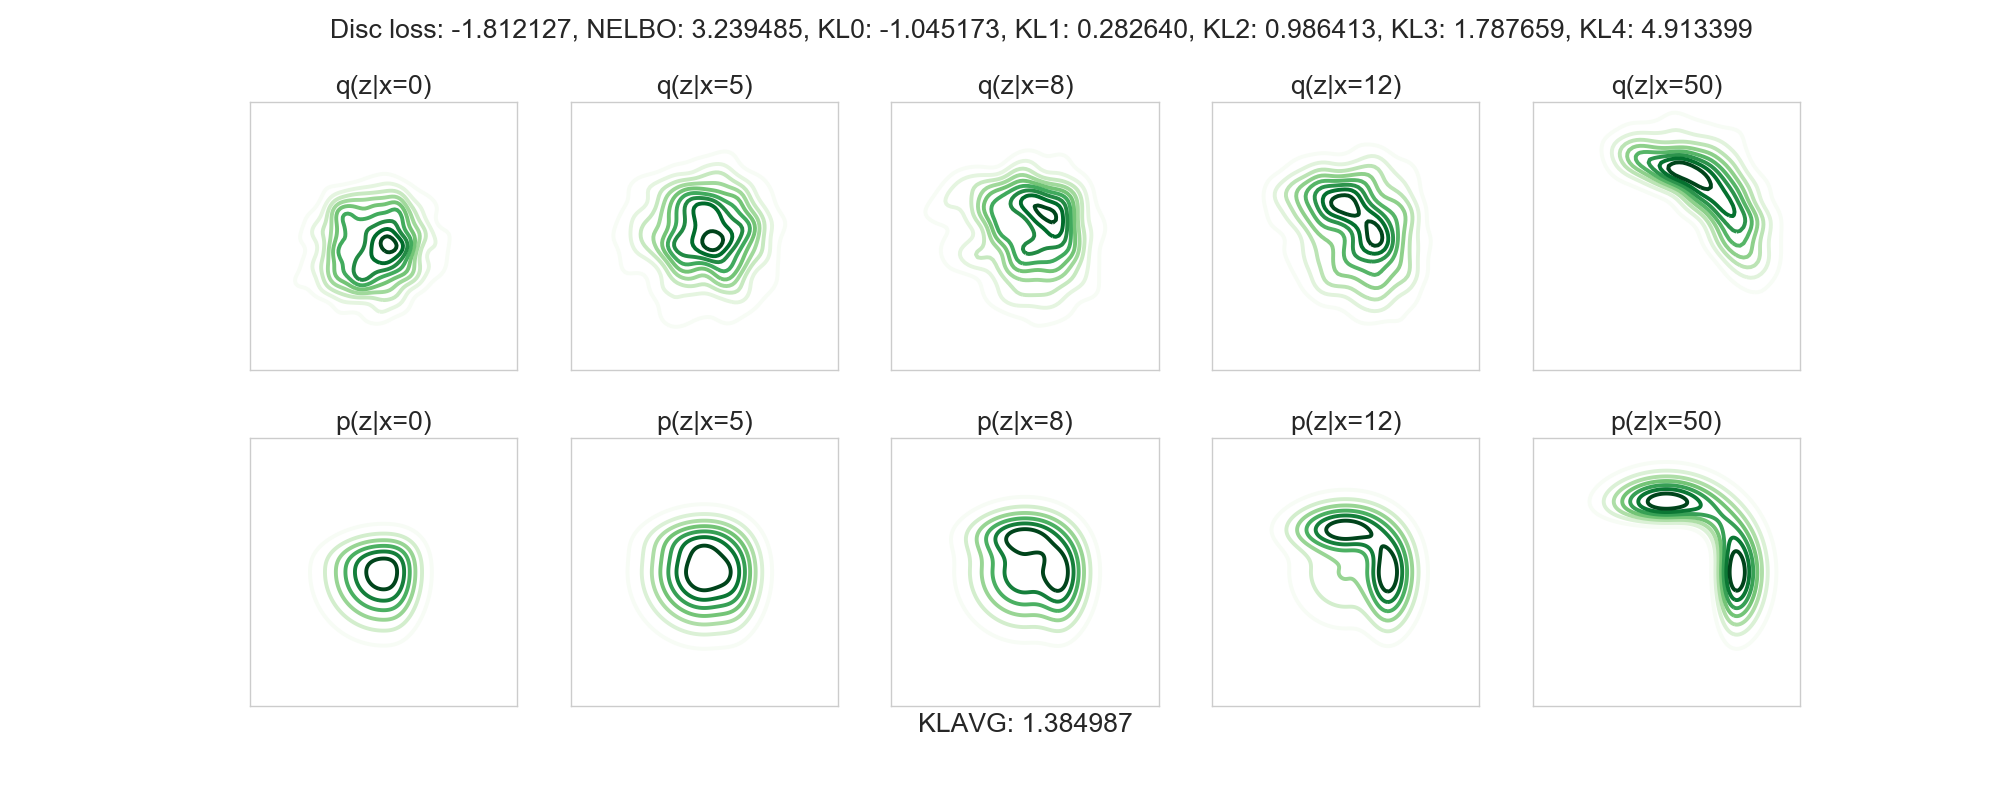 Disc loss: -1.812127, NELBO: 3.239485, KL0: -1.045173, KL1: 0.282640, KL2: 0.986413, KL3: 1.787659, KL4: 4.913399
q(z|x=0) q(z|x=5) q(z|x=8) q(z|x=12) q(z|x=50)
p(z|x=0) p(z|x=5) p(z|x=8) p(z|x=12) p(z|x=50)
KLAVG: 1.384987